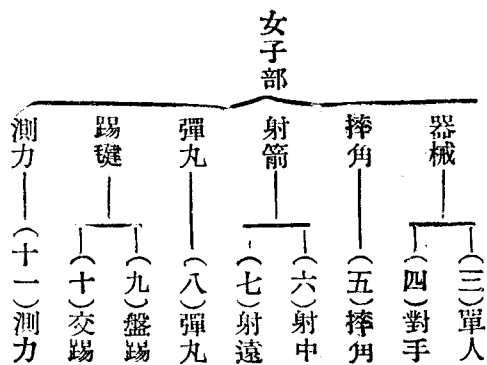 女子部
器械
摔角
射箭
彈丸
踢毽
測力
（三）單人
（四）對手
（五）摔角
（六）射中
（七）射遠
（八）彈丸
（九）盤踢
（十）交踢
（十一）測力